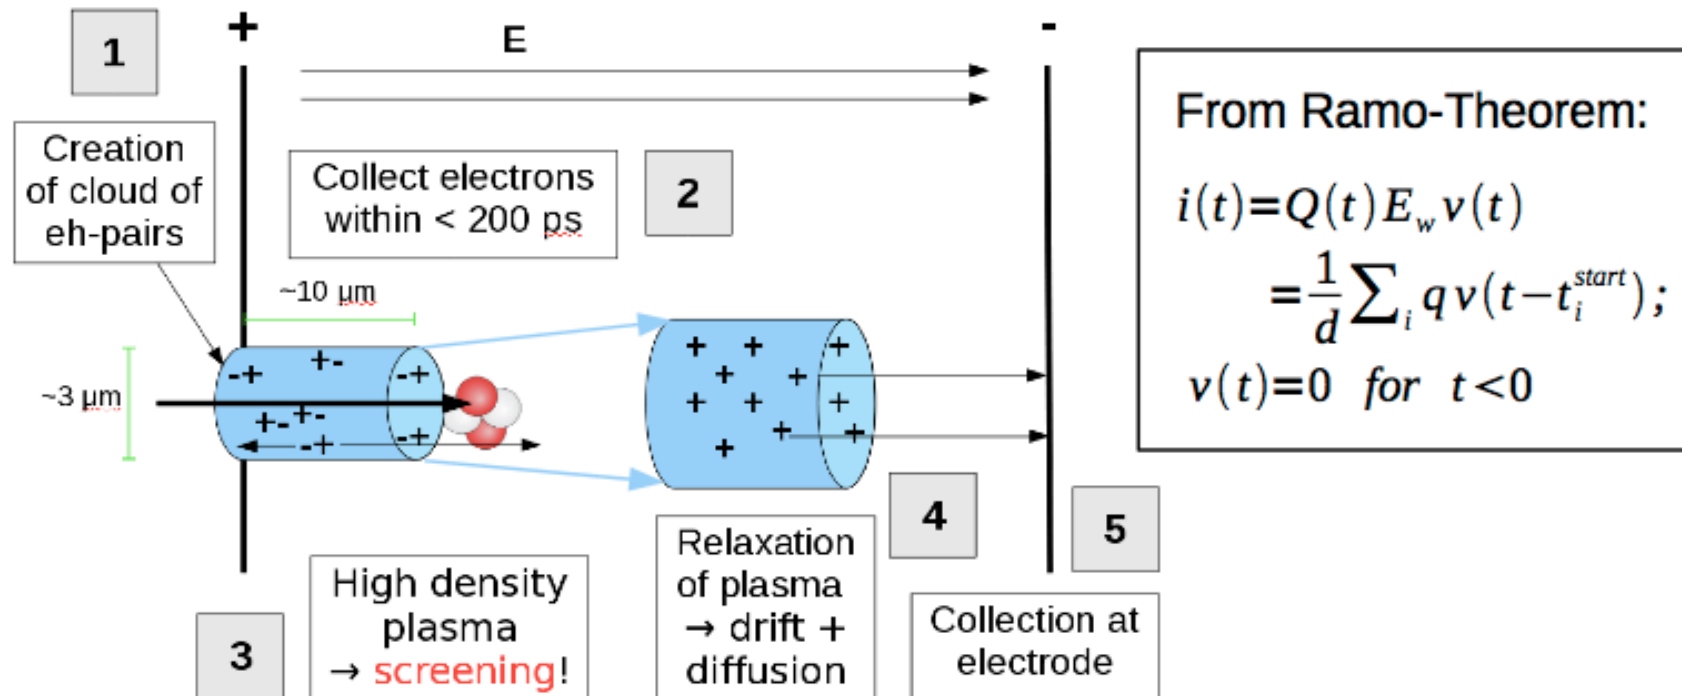 1
+
E
-
Creation
of cloud of
eh-pairs
Collect electrons
within < 200 ps
2
~10 µm
~3 µm
-+
+-
-+
+-
+-
-+
-+
+ + +
+ +
+ + +
+ +
+
3
High density
plasma
→ screening!
4
Relaxation
of plasma
→ drift +
diffusion
5
Collection at
electrode
From Ramo-Theorem:
i(t)=Q(t) E_w v(t)
=1/d ∑_i q v(t−t_i^start);
v(t)=0 for t<0